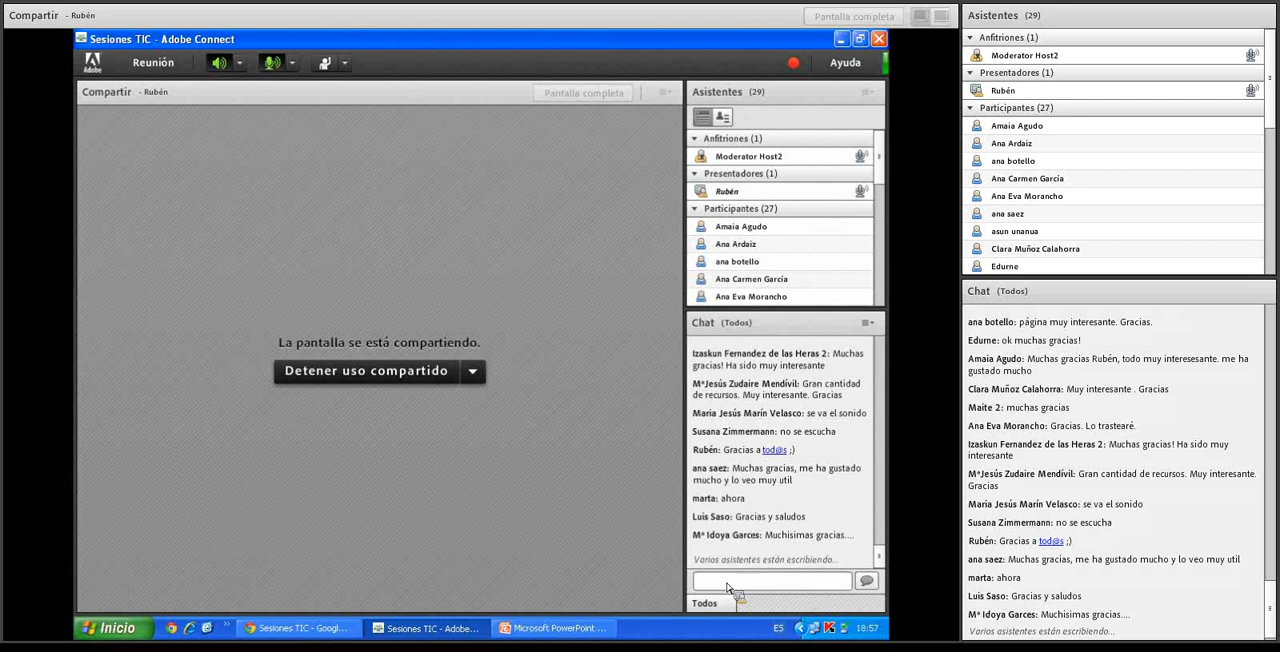 Compartir - Rubén
Pantalla completa
Sesiones TIC - Adobe Connect
Adobe
Reunión
Ayuda
Compartir - Rubén
Pantalla completa
La pantalla se está compartiendo.
Detener uso compartido
Asistentes (29)
Anfitriones (1)
Moderator Host2
Presentadores (1)
Rubén
Participantes (27)
Amaia Agudo
Ana Ardaiz
ana botello
Ana Carmen García
Ana Eva Morancho
Chat (Todos)
Izaskun Fernandez de las Heras 2: Muchas
gracias! Ha sido muy interesante
MªJesús Zudaire Mendívil: Gran cantidad
de recursos. Muy interesante. Gracias
Maria Jesús Marín Velasco: se va el sonido
Susana Zimmermann: no se escucha
Rubén: Gracias a tod@s ;)
ana saez: Muchas gracias, me ha gustado
mucho y lo veo muy util
marta: ahora
Luis Saso: Gracias y saludos
Mª Idoya Garces: Muchisimas gracias....
Varios asistentes están escribiendo...
Todos
Inicio
Sesiones TIC - Googl...
Sesiones TIC - Adobe...
Microsoft PowerPoint ...
ES
18:57
Asistentes (29)
Anfitriones (1)
Moderator Host2
Presentadores (1)
Rubén
Participantes (27)
Amaia Agudo
Ana Ardaiz
ana botello
Ana Carmen García
Ana Eva Morancho
ana saez
asun unanua
Clara Muñoz Calahorra
Edurne
Chat (Todos)
ana botello: página muy interesante. Gracias.
Edurne: ok muchas gracias!
Amaia Agudo: Muchas gracias Rubén, todo muy interesesante. me ha
gustado mucho
Clara Muñoz Calahorra: Muy interesante . Gracias
Maite 2: muchas gracias
Ana Eva Morancho: Gracias. Lo trastearé.
Izaskun Fernandez de las Heras 2: Muchas gracias! Ha sido muy
interesante
MªJesús Zudaire Mendívil: Gran cantidad de recursos. Muy interesante.
Gracias
Maria Jesús Marín Velasco: se va el sonido
Susana Zimmermann: no se escucha
Rubén: Gracias a tod@s ;)
ana saez: Muchas gracias, me ha gustado mucho y lo veo muy util
marta: ahora
Luis Saso: Gracias y saludos
Mª Idoya Garces: Muchisimas gracias....
Varios asistentes están escribiendo...